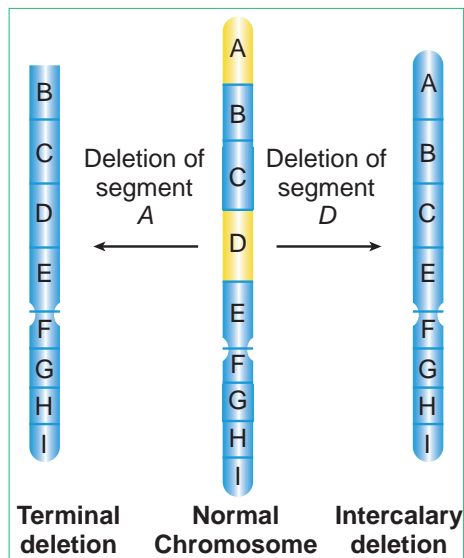 B
C
D
E
F
G
H
I
Deletion of
segment
A
A
B
C
D
E
F
G
H
I
Deletion of
segment
D
A
B
C
E
F
G
H
I
Terminal
deletion
Normal
Chromosome
Intercalary
deletion